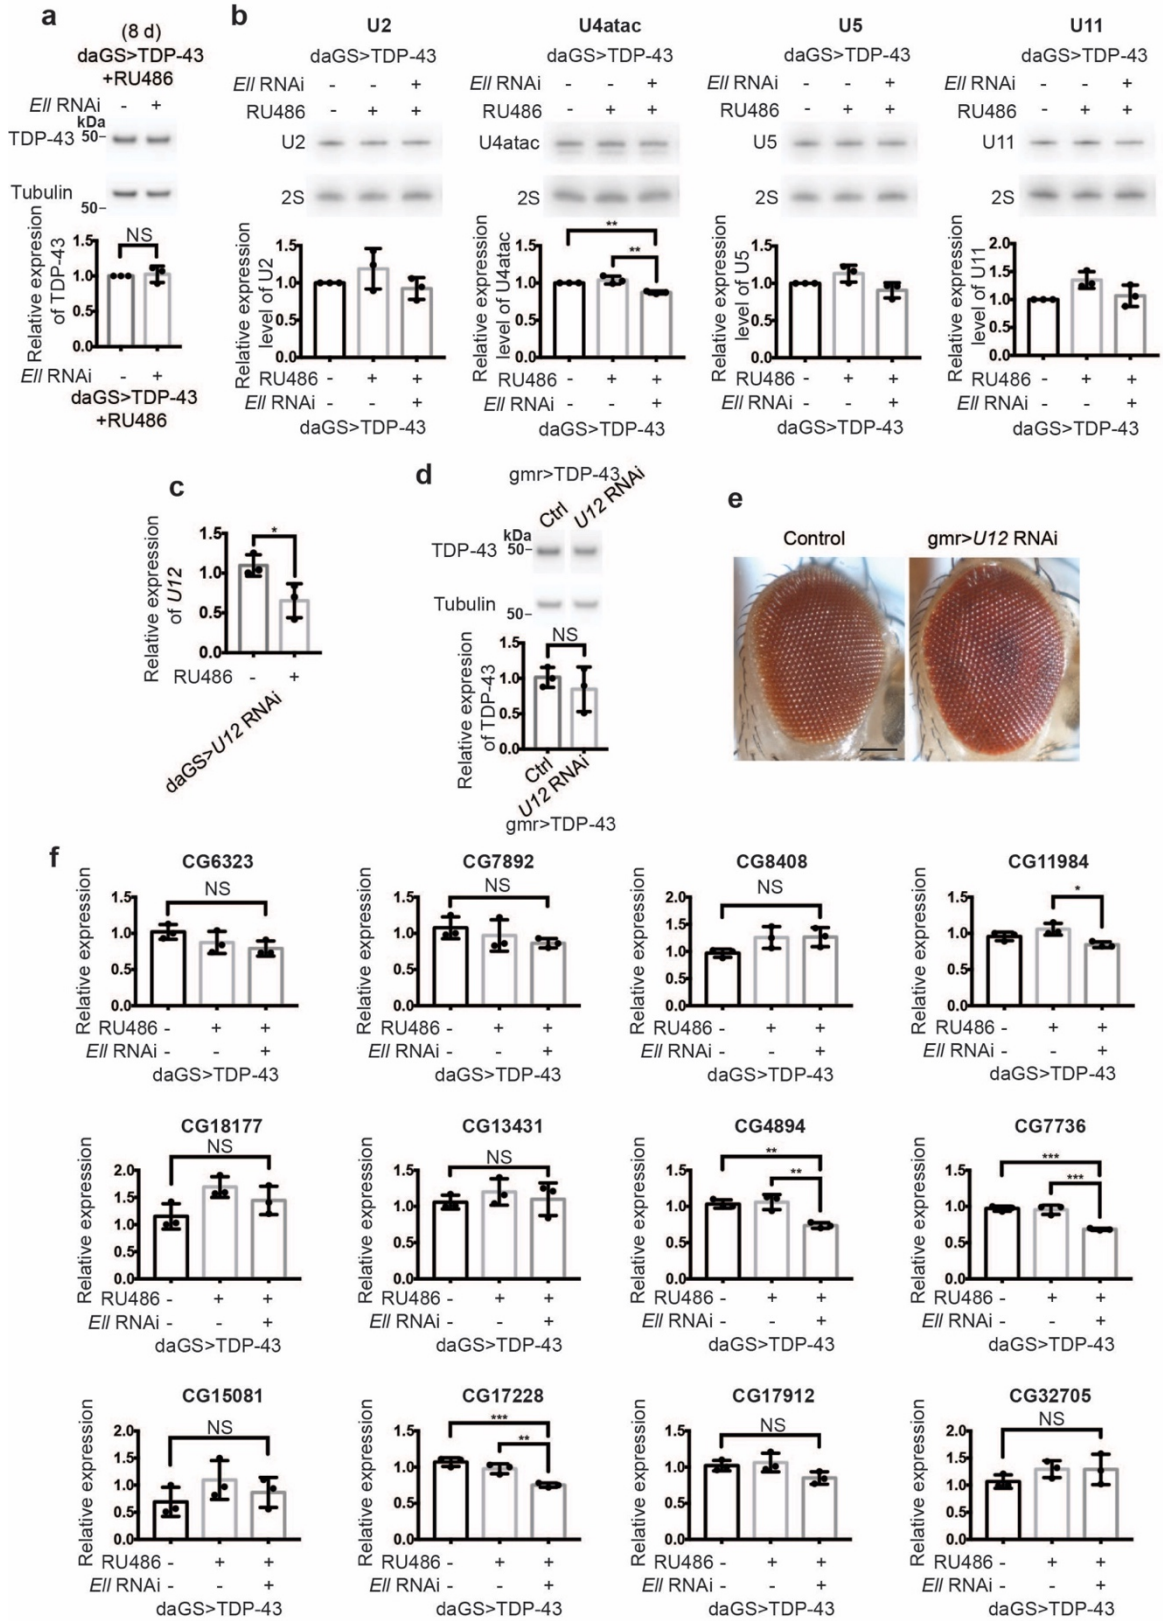 a
(8 d)
daGS>TDP-43
+RU486
Ell RNAi - +
kDa
TDP-43 50-
Tubulin
50-
Relative expression
of TDP-43
1.5
1.0
0.5
0.0
NS
Ell RNAi - +
daGS>TDP-43
+RU486
b
U2
daGS>TDP-43
Ell RNAi - - +
RU486 - + +
U2
2S
Relative expression
level of U2
1.5
1.0
0.5
0.0
RU486 - + +
Ell RNAi - - +
daGS>TDP-43
U4atac
daGS>TDP-43
Ell RNAi - - +
RU486 - + +
U4atac
2S
Relative expression
level of U4atac
1.5
1.0
0.5
0.0
**
**
RU486 - + +
Ell RNAi - - +
daGS>TDP-43
U5
daGS>TDP-43
Ell RNAi - - +
RU486 - + +
U5
2S
Relative expression
level of U5
1.5
1.0
0.5
0.0
RU486 - + +
Ell RNAi - - +
daGS>TDP-43
U11
daGS>TDP-43
Ell RNAi - - +
RU486 - + +
U11
2S
Relative expression
level of U11
2.0
1.5
1.0
0.5
0.0
RU486 - + +
Ell RNAi - - +
daGS>TDP-43
c
Relative expression
of U12
1.5
1.0
0.5
0.0
*
RU486 - +
daGS>U12 RNAi
d
gmr>TDP-43
Ctrl
U12 RNAi
kDa
TDP-43 50-
Tubulin
50-
Relative expression
of TDP-43
1.5
1.0
0.5
0.0
NS
Ctrl
U12 RNAi
gmr>TDP-43
e
Control
gmr>U12 RNAi
f
CG6323
Relative expression
1.5
1.0
0.5
0.0
NS
RU486 - + +
Ell RNAi - - +
daGS>TDP-43
CG7892
Relative expression
1.5
1.0
0.5
0.0
NS
RU486 - + +
Ell RNAi - - +
daGS>TDP-43
CG8408
Relative expression
2.0
1.5
1.0
0.5
0.0
NS
RU486 - + +
Ell RNAi - - +
daGS>TDP-43
CG11984
Relative expression
1.5
1.0
0.5
0.0
*
RU486 - + +
Ell RNAi - - +
daGS>TDP-43
CG18177
Relative expression
2.0
1.5
1.0
0.5
0.0
NS
RU486 - + +
Ell RNAi - - +
daGS>TDP-43
CG13431
Relative expression
1.5
1.0
0.5
0.0
NS
RU486 - + +
Ell RNAi - - +
daGS>TDP-43
CG4894
Relative expression
1.5
1.0
0.5
0.0
**
**
RU486 - + +
Ell RNAi - - +
daGS>TDP-43
CG7736
Relative expression
1.5
1.0
0.5
0.0
***
***
RU486 - + +
Ell RNAi - - +
daGS>TDP-43
CG15081
Relative expression
2.0
1.5
1.0
0.5
0.0
NS
RU486 - + +
Ell RNAi - - +
daGS>TDP-43
CG17228
Relative expression
1.5
1.0
0.5
0.0
***
**
RU486 - + +
Ell RNAi - - +
daGS>TDP-43
CG17912
Relative expression
1.5
1.0
0.5
0.0
NS
RU486 - + +
Ell RNAi - - +
daGS>TDP-43
CG32705
Relative expression
2.0
1.5
1.0
0.5
0.0
NS
RU486 - + +
Ell RNAi - - +
daGS>TDP-43